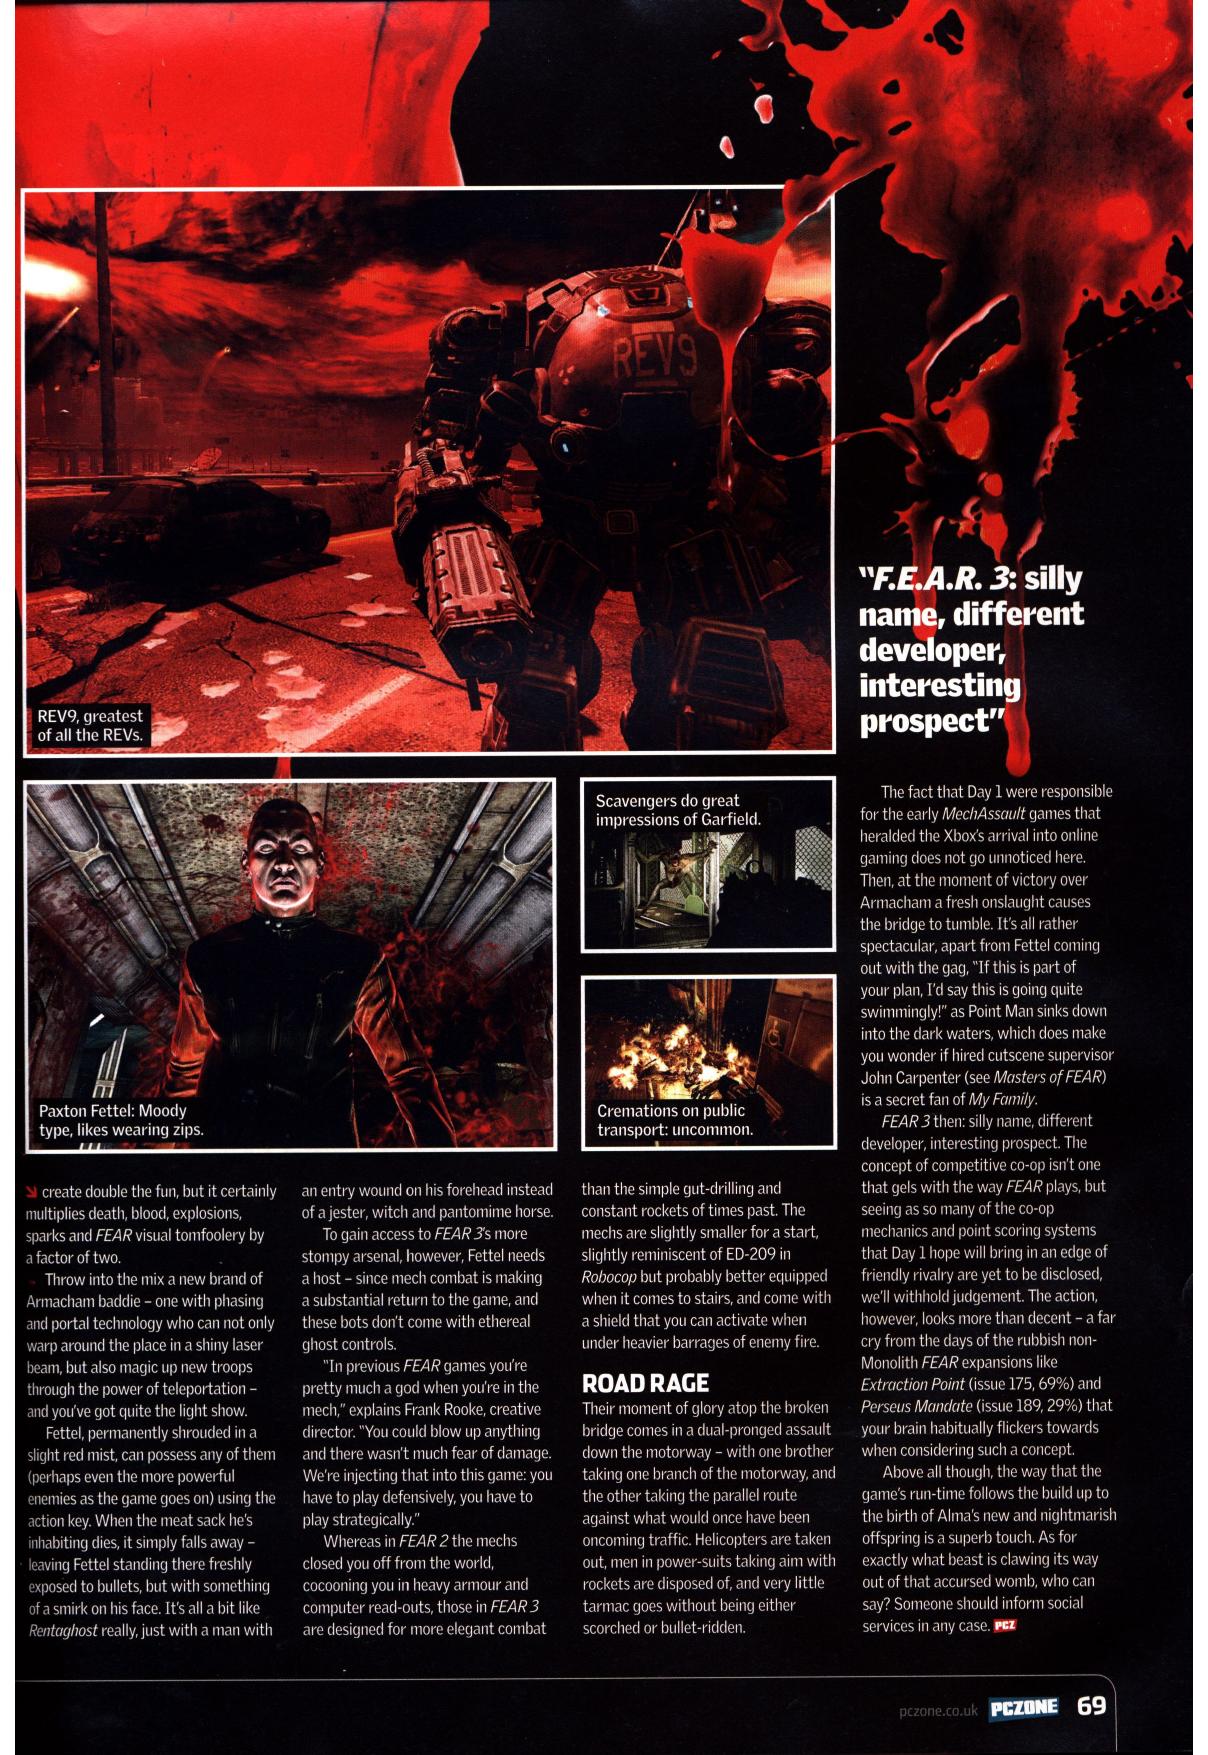 REV9
REV9, greatest
of all the REVs.
"F.E.A.R. 3: silly
name, different
developer,
interesting
prospect"
Paxton Fettel: Moody
type, likes wearing zips.
Scavengers do great
impressions of Garfield.
Cremations on public
transport: uncommon.
create double the fun, but it certainly
multiplies death, blood, explosions,
sparks and FEAR visual tomfoolery by
a factor of two.
Throw into the mix a new brand of
Armacham baddie – one with phasing
and portal technology who can not only
warp around the place in a shiny laser
beam, but also magic up new troops
through the power of teleportation –
and you've got quite the light show.
Fettel, permanently shrouded in a
slight red mist, can possess any of them
(perhaps even the more powerful
enemies as the game goes on) using the
action key. When the meat sack he's
inhabiting dies, it simply falls away –
leaving Fettel standing there freshly
exposed to bullets, but with something
of a smirk on his face. It's all a bit like
Rentaghost really, just with a man with
an entry wound on his forehead instead
of a jester, witch and pantomime horse.
To gain access to FEAR 3's more
stompy arsenal, however, Fettel needs
a host – since mech combat is making
a substantial return to the game, and
these bots don't come with ethereal
ghost controls.
"In previous FEAR games you're
pretty much a god when you're in the
mech," explains Frank Rooke, creative
director. "You could blow up anything
and there wasn't much fear of damage.
We're injecting that into this game: you
have to play defensively, you have to
play strategically."
Whereas in FEAR 2 the mechs
closed you off from the world,
cocooning you in heavy armour and
computer read-outs, those in FEAR 3
are designed for more elegant combat
than the simple gut-drilling and
constant rockets of times past. The
mechs are slightly smaller for a start,
slightly reminiscent of ED-209 in
Robocop but probably better equipped
when it comes to stairs, and come with
a shield that you can activate when
under heavier barrages of enemy fire.
ROAD RAGE
Their moment of glory atop the broken
bridge comes in a dual-pronged assault
down the motorway – with one brother
taking one branch of the motorway, and
the other taking the parallel route
against what would once have been
oncoming traffic. Helicopters are taken
out, men in power-suits taking aim with
rockets are disposed of, and very little
tarmac goes without being either
scorched or bullet-ridden.
The fact that Day 1 were responsible
for the early MechAssault games that
heralded the Xbox's arrival into online
gaming does not go unnoticed here.
Then, at the moment of victory over
Armacham a fresh onslaught causes
the bridge to tumble. It's all rather
spectacular, apart from Fettel coming
out with the gag, "If this is part of
your plan, I'd say this is going quite
swimmingly!" as Point Man sinks down
into the dark waters, which does make
you wonder if hired cutscene supervisor
John Carpenter (see Masters of FEAR)
is a secret fan of My Family.
FEAR 3 then: silly name, different
developer, interesting prospect. The
concept of competitive co-op isn't one
that gels with the way FEAR plays, but
seeing as so many of the co-op
mechanics and point scoring systems
that Day 1 hope will bring in an edge of
friendly rivalry are yet to be disclosed,
we'll withhold judgement. The action,
however, looks more than decent – a far
cry from the days of the rubbish non-
Monolith FEAR expansions like
Extraction Point (issue 175, 69%) and
Perseus Mandate (issue 189, 29%) that
your brain habitually flickers towards
when considering such a concept.
Above all though, the way that the
game's run-time follows the build up to
the birth of Alma's new and nightmarish
offspring is a superb touch. As for
exactly what beast is clawing its way
out of that accursed womb, who can
say? Someone should inform social
services in any case. PCZ
pczone.co.uk PCZONE 69